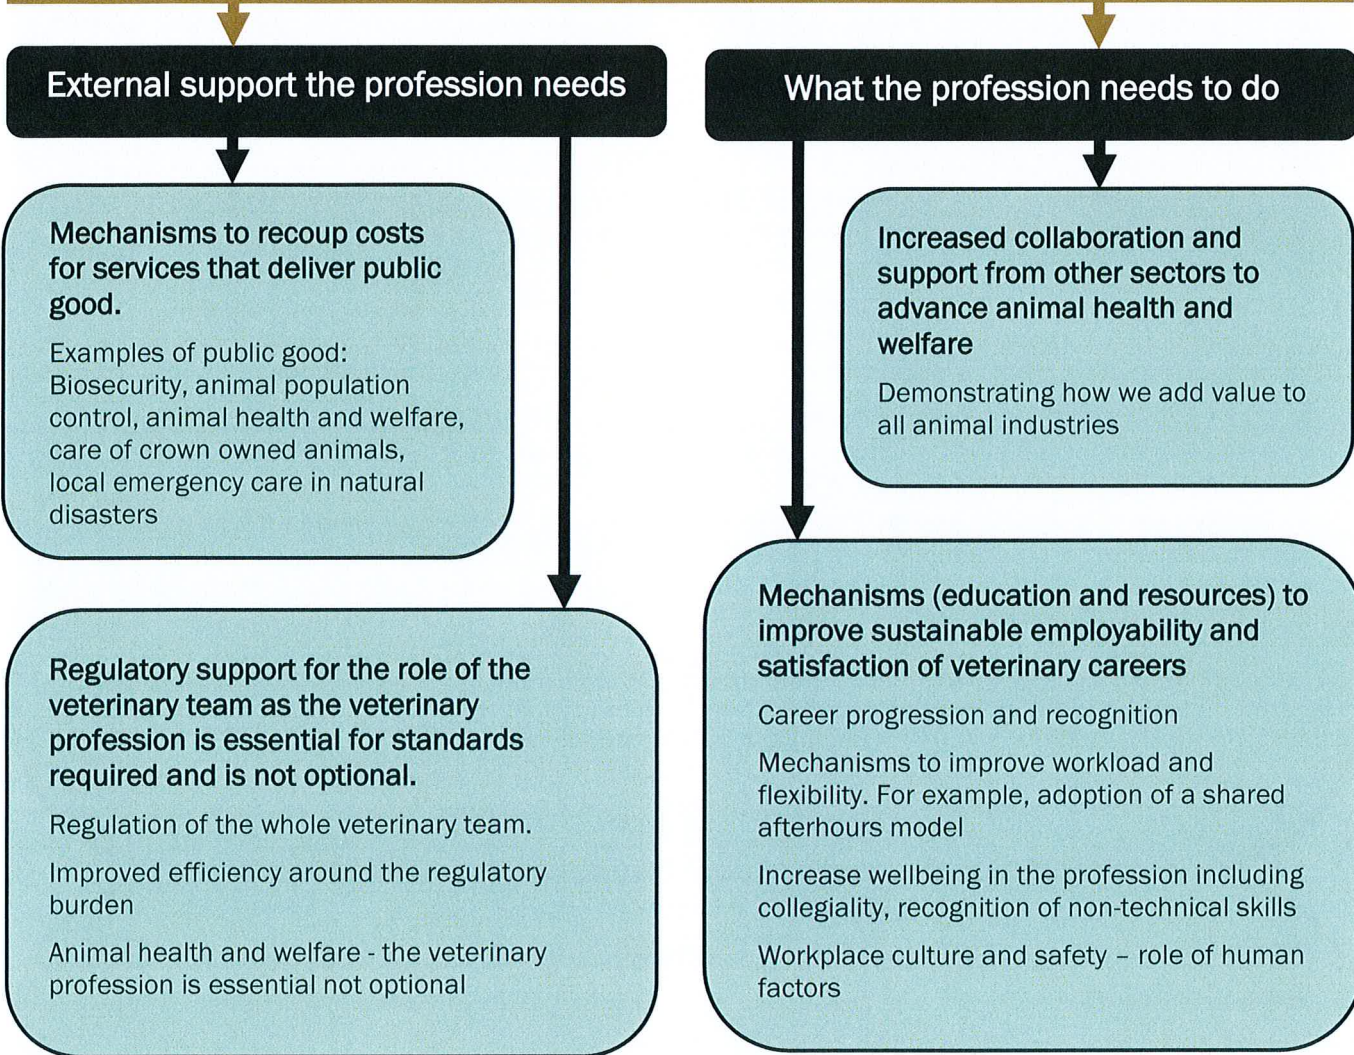 External support the profession needs
Mechanisms to recoup costs
for services that deliver public
good.
Examples of public good:
Biosecurity, animal population
control, animal health and welfare,
care of crown owned animals,
local emergency care in natural
disasters
Regulatory support for the role of the
veterinary team as the veterinary
profession is essential for standards
required and is not optional.
Regulation of the whole veterinary team.
Improved efficiency around the regulatory
burden
Animal health and welfare - the veterinary
profession is essential not optional
What the profession needs to do
Increased collaboration and
support from other sectors to
advance animal health and
welfare
Demonstrating how we add value to
all animal industries
Mechanisms (education and resources) to
improve sustainable employability and
satisfaction of veterinary careers
Career progression and recognition
Mechanisms to improve workload and
flexibility. For example, adoption of a shared
afterhours model
Increase wellbeing in the profession including
collegiality, recognition of non-technical skills
Workplace culture and safety – role of human
factors